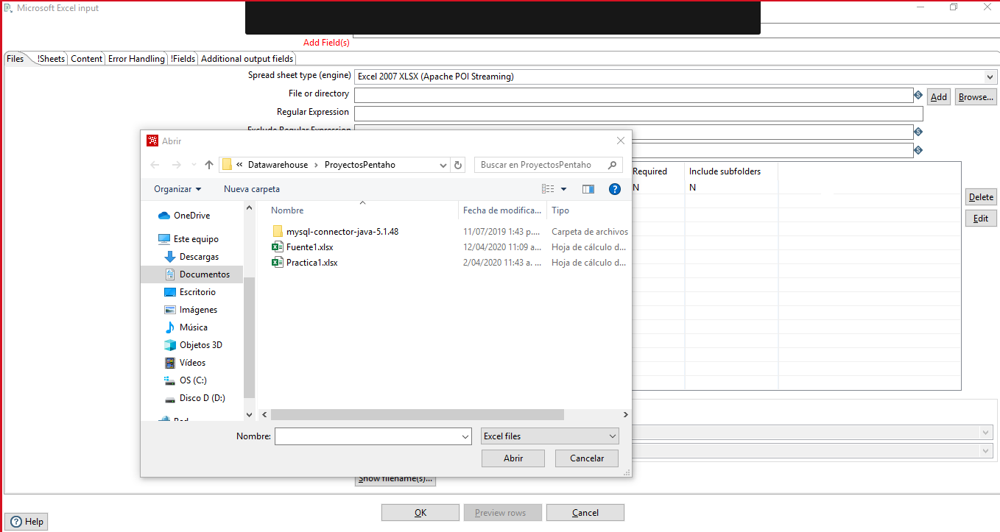 Microsoft Excel input
Add Field(s)
Files !Sheets Content Error Handling !Fields Additional output fields
Spread sheet type (engine) Excel 2007 XLSX (Apache POI Streaming)
File or directory Add Browse...
Regular Expression
Exclude Regular Expression
Abrir
« Datawarehouse › ProyectosPentaho Buscar en ProyectosPentaho
Required Include subfolders
N N
Organizar Nueva carpeta ?
Delete
Edit
Nombre Fecha de modifica... Tipo
OneDrive
Este equipo
Descargas
Documentos
Escritorio
Imágenes
Música
Objetos 3D
Vídeos
OS (C:)
Disco D (D:)
Red
mysql-connector-java-5.1.48 11/07/2019 1:43 p.... Carpeta de archivos
Fuente1.xlsx 12/04/2020 11:09 a... Hoja de cálculo d...
Practica1.xlsx 2/04/2020 11:43 a. ... Hoja de cálculo d...
Nombre: Excel files
Abrir Cancelar
Show filename(s)...
OK Preview rows Cancel
? Help